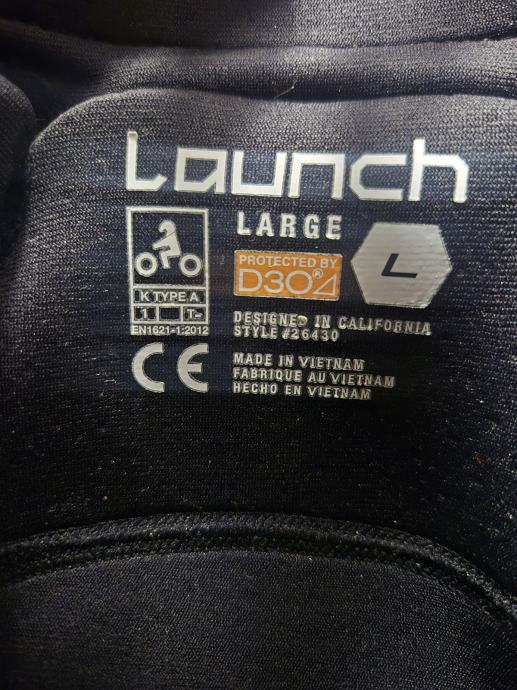 Launch
LARGE
PROTECTED BY
D3O®
L
K TYPE A
1 T-
EN1621-1:2012
DESIGNED IN CALIFORNIA
STYLE #26430
CE
MADE IN VIETNAM
FABRIQUE AU VIETNAM
HECHO EN VIETNAM